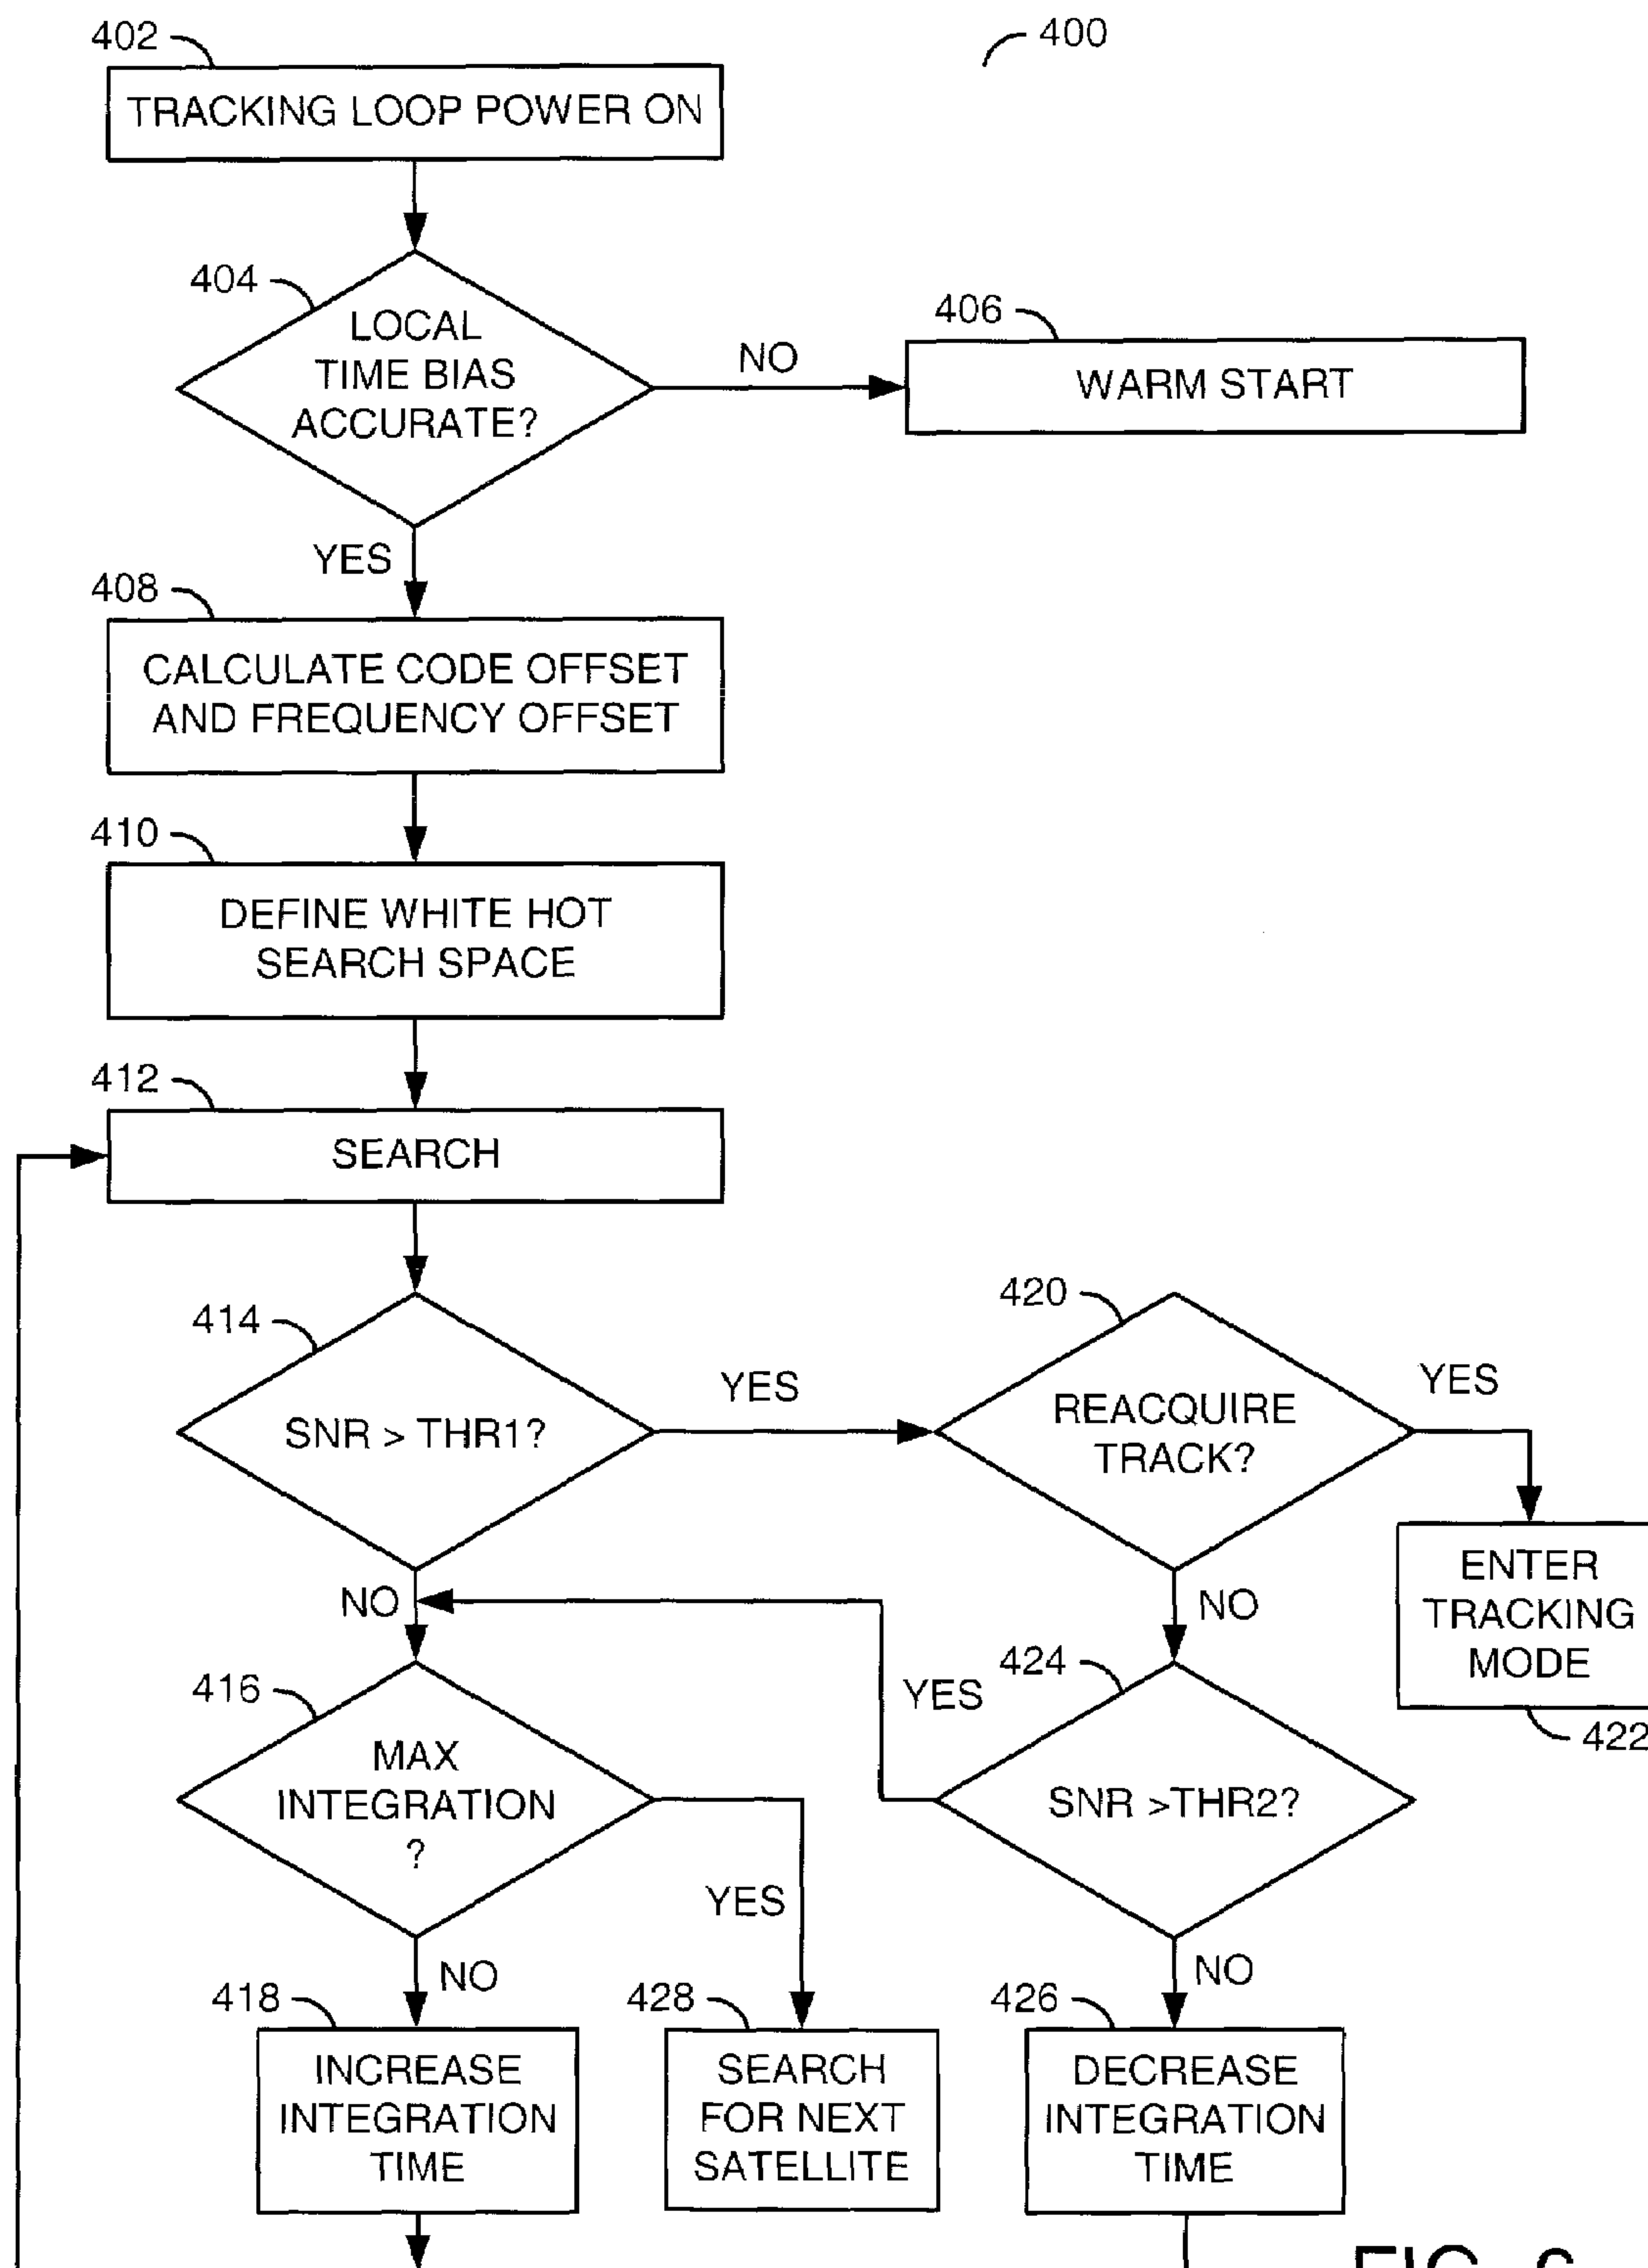 402
400
TRACKING LOOP POWER ON
404
LOCAL
TIME BIAS
ACCURATE?
NO
406
WARM START
YES
408
CALCULATE CODE OFFSET
AND FREQUENCY OFFSET
410
DEFINE WHITE HOT
SEARCH SPACE
412
SEARCH
414
SNR > THR1?
YES
420
REACQUIRE
TRACK?
YES
ENTER
TRACKING
MODE
422
NO
NO
416
MAX
INTEGRATION
?
YES
424
SNR >THR2?
YES
NO
NO
418
INCREASE
INTEGRATION
TIME
428
SEARCH
FOR NEXT
SATELLITE
426
DECREASE
INTEGRATION
TIME
FIG.